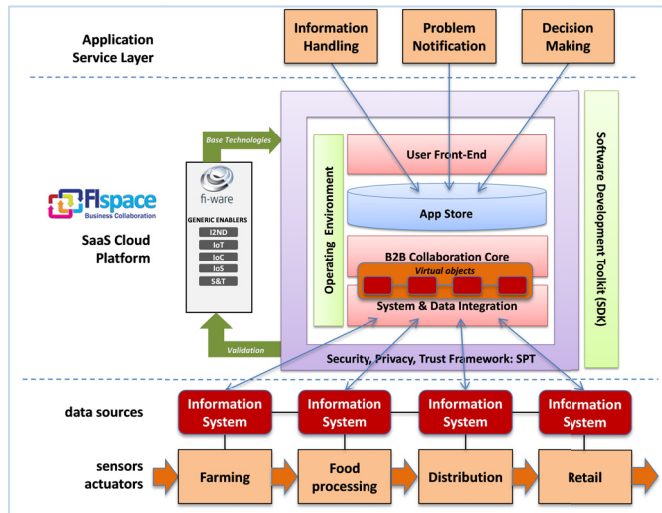 Application
Service Layer
Information
Handling
Problem
Notification
Decision
Making
FIspace
Business Collaboration
SaaS Cloud
Platform
Base Technologies
fi-ware
GENERIC ENABLERS
I2ND
IoT
IoC
IoS
S&T
Validation
Operating Environment
User Front-End
App Store
B2B Collaboration Core
Virtual objects
System & Data Integration
Security, Privacy, Trust Framework: SPT
Software Development Toolkit (SDK)
data sources
Information
System
Information
System
Information
System
Information
System
sensors
actuators
Farming
Food
processing
Distribution
Retail